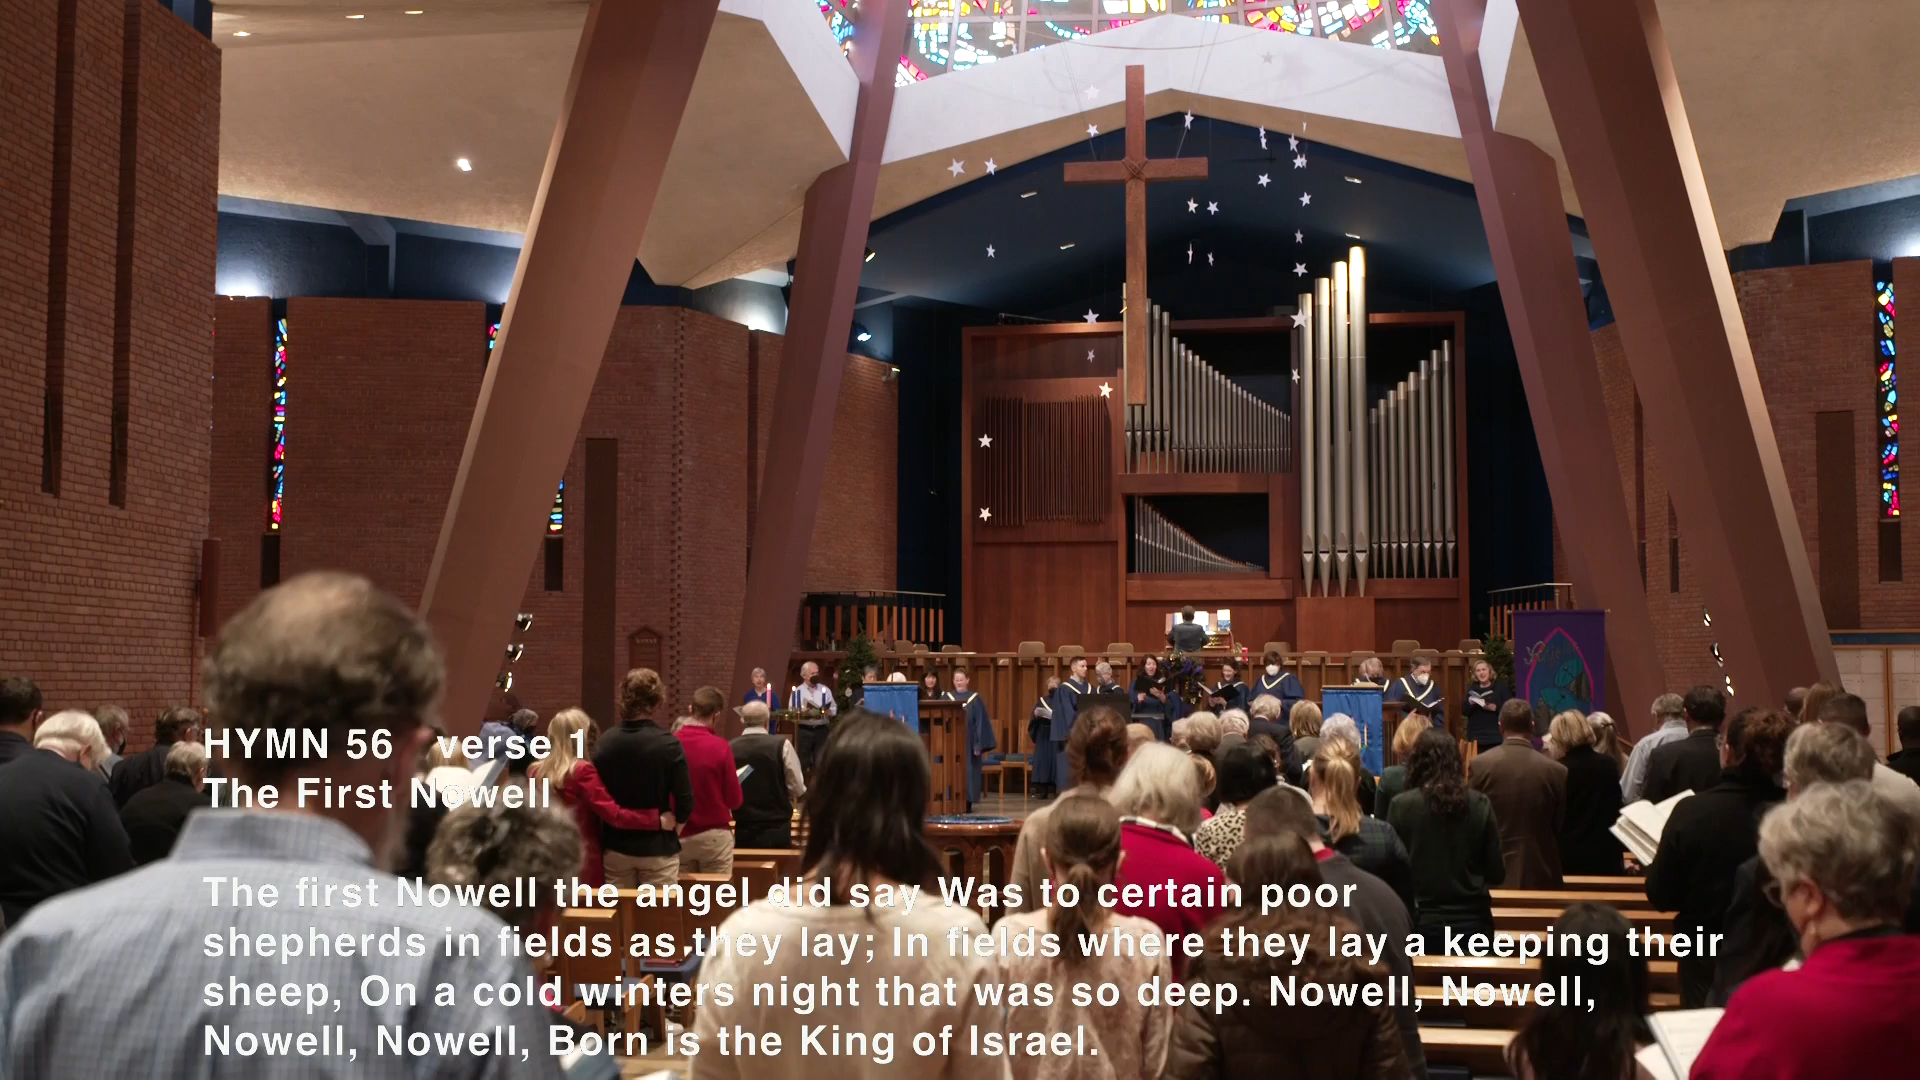 HYMN 56 verse 1
The First Nowell
The first Nowell the angel did say Was to certain poor
shepherds in fields as they lay; In fields where they lay a keeping their
sheep, On a cold winters night that was so deep. Nowell, Nowell,
Nowell, Nowell, Born is the King of Israel.